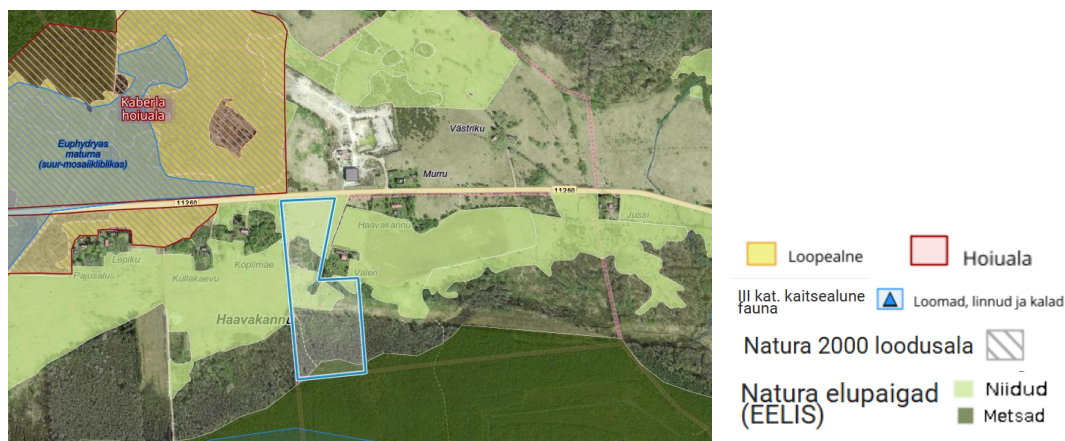 Kaberla
hoiuala
Euphydryas
maturna
(suur-mosaiikliblikas)
Västriku
Murru
11260
11260
Haavakannu
Jussi
Lepiku
Koplimäe
Valeri
Pajusalu
Kullakaevu
Haavakannu
Loopealne
Hoiuala
III kat. kaitsealune
fauna
Loomad, linnud ja kalad
Natura 2000 loodusala
Natura elupaigad
(EELIS)
Niidud
Metsad